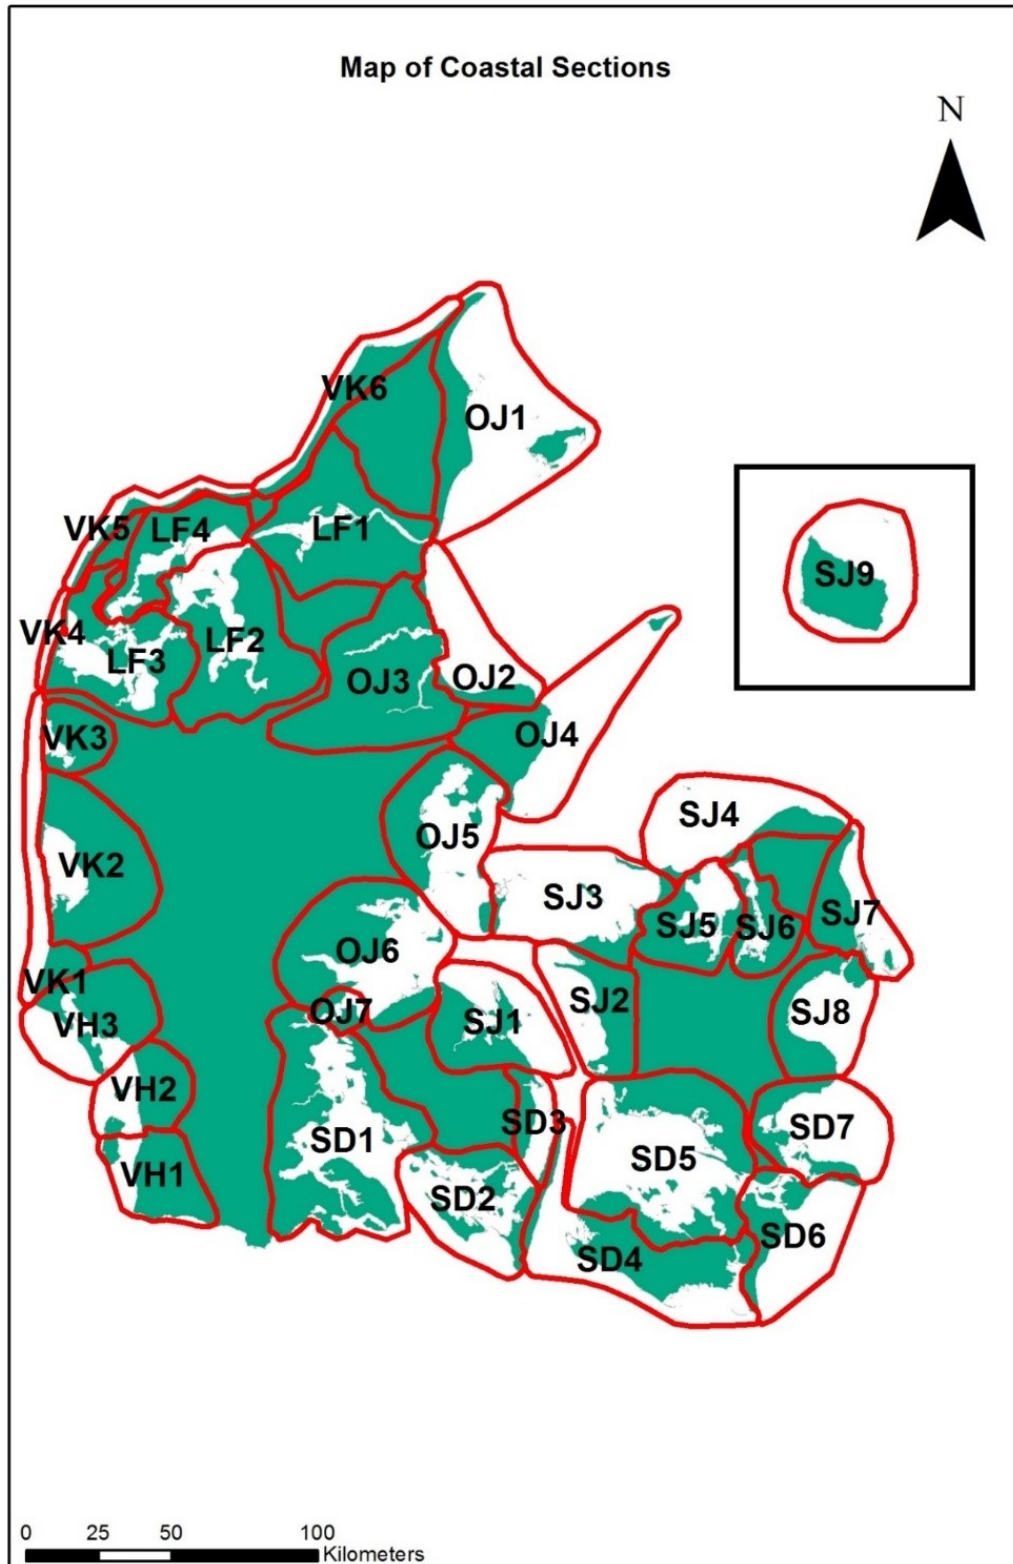 Map of Coastal Sections
N
VK6
OJ1
VK5
LF4
LF1
SJ9
VK4
LF3
LF2
OJ3
OJ2
VK3
OJ4
SJ4
VK2
OJ5
SJ3
SJ5
SJ6
SJ7
OJ6
VK1
OJ7
SJ1
SJ2
SJ8
VH3
VH2
SD3
SD7
VH1
SD1
SD5
SD2
SD6
SD4
0 25 50 100
Kilometers